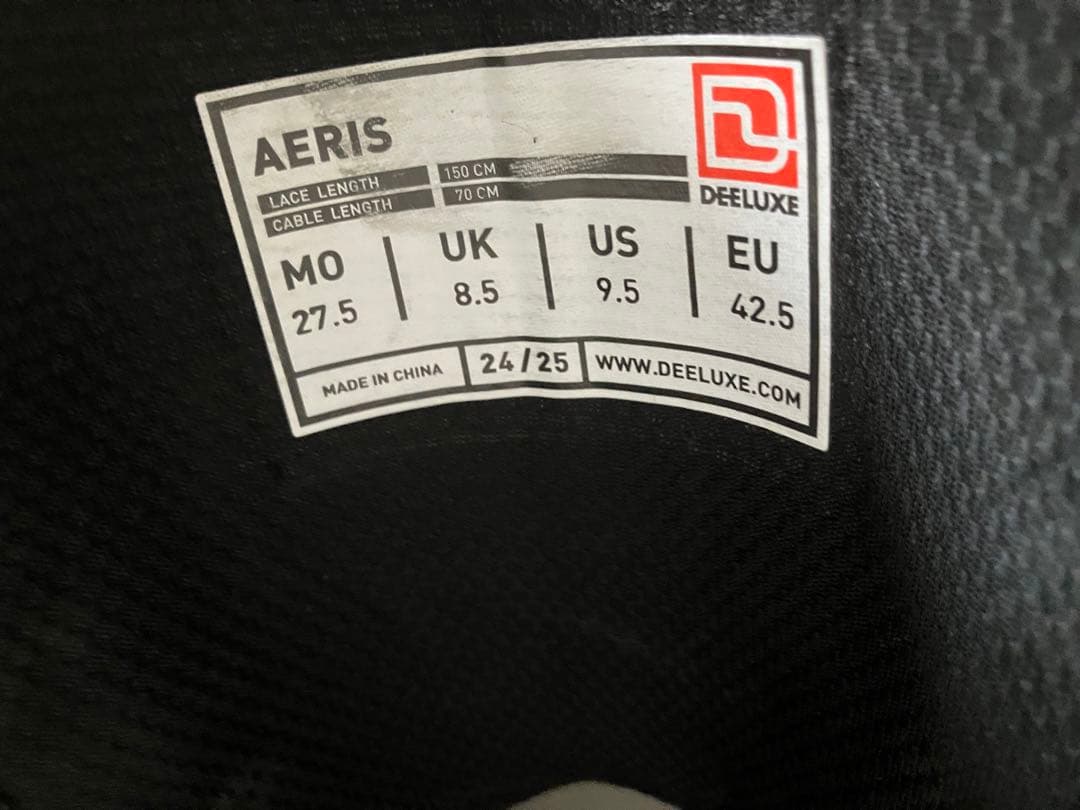 AERIS
LACE LENGTH 150 CM
CABLE LENGTH 70 CM
DEELUXE
MO | UK | US | EU
27.5 8.5 9.5 42.5
MADE IN CHINA 24/25 WWW.DEELUXE.COM